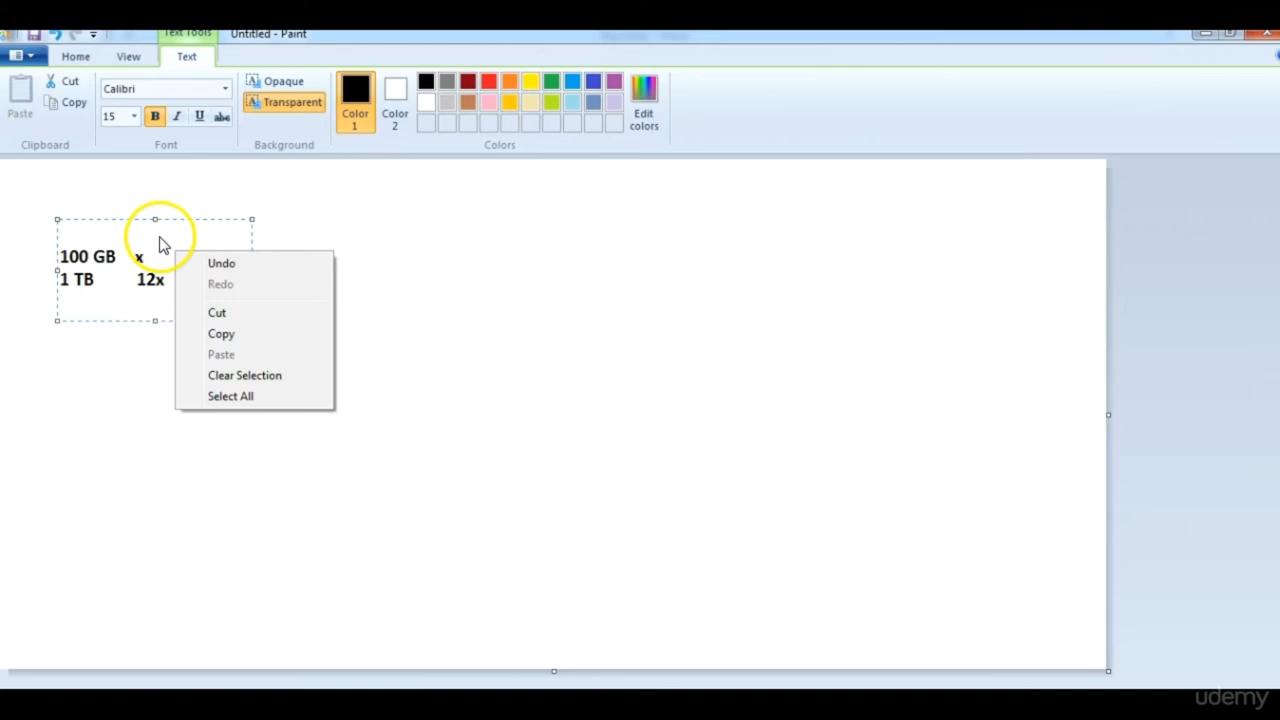 Text Tools
Untitled - Paint
Home
View
Text
Paste
Cut
Copy
Clipboard
Calibri
15
B
I
U
abc
Font
Opaque
Transparent
Background
Color 1
Color 2
Edit colors
Colors
100 GB x
1 TB 12x
Undo
Redo
Cut
Copy
Paste
Clear Selection
Select All
udemy